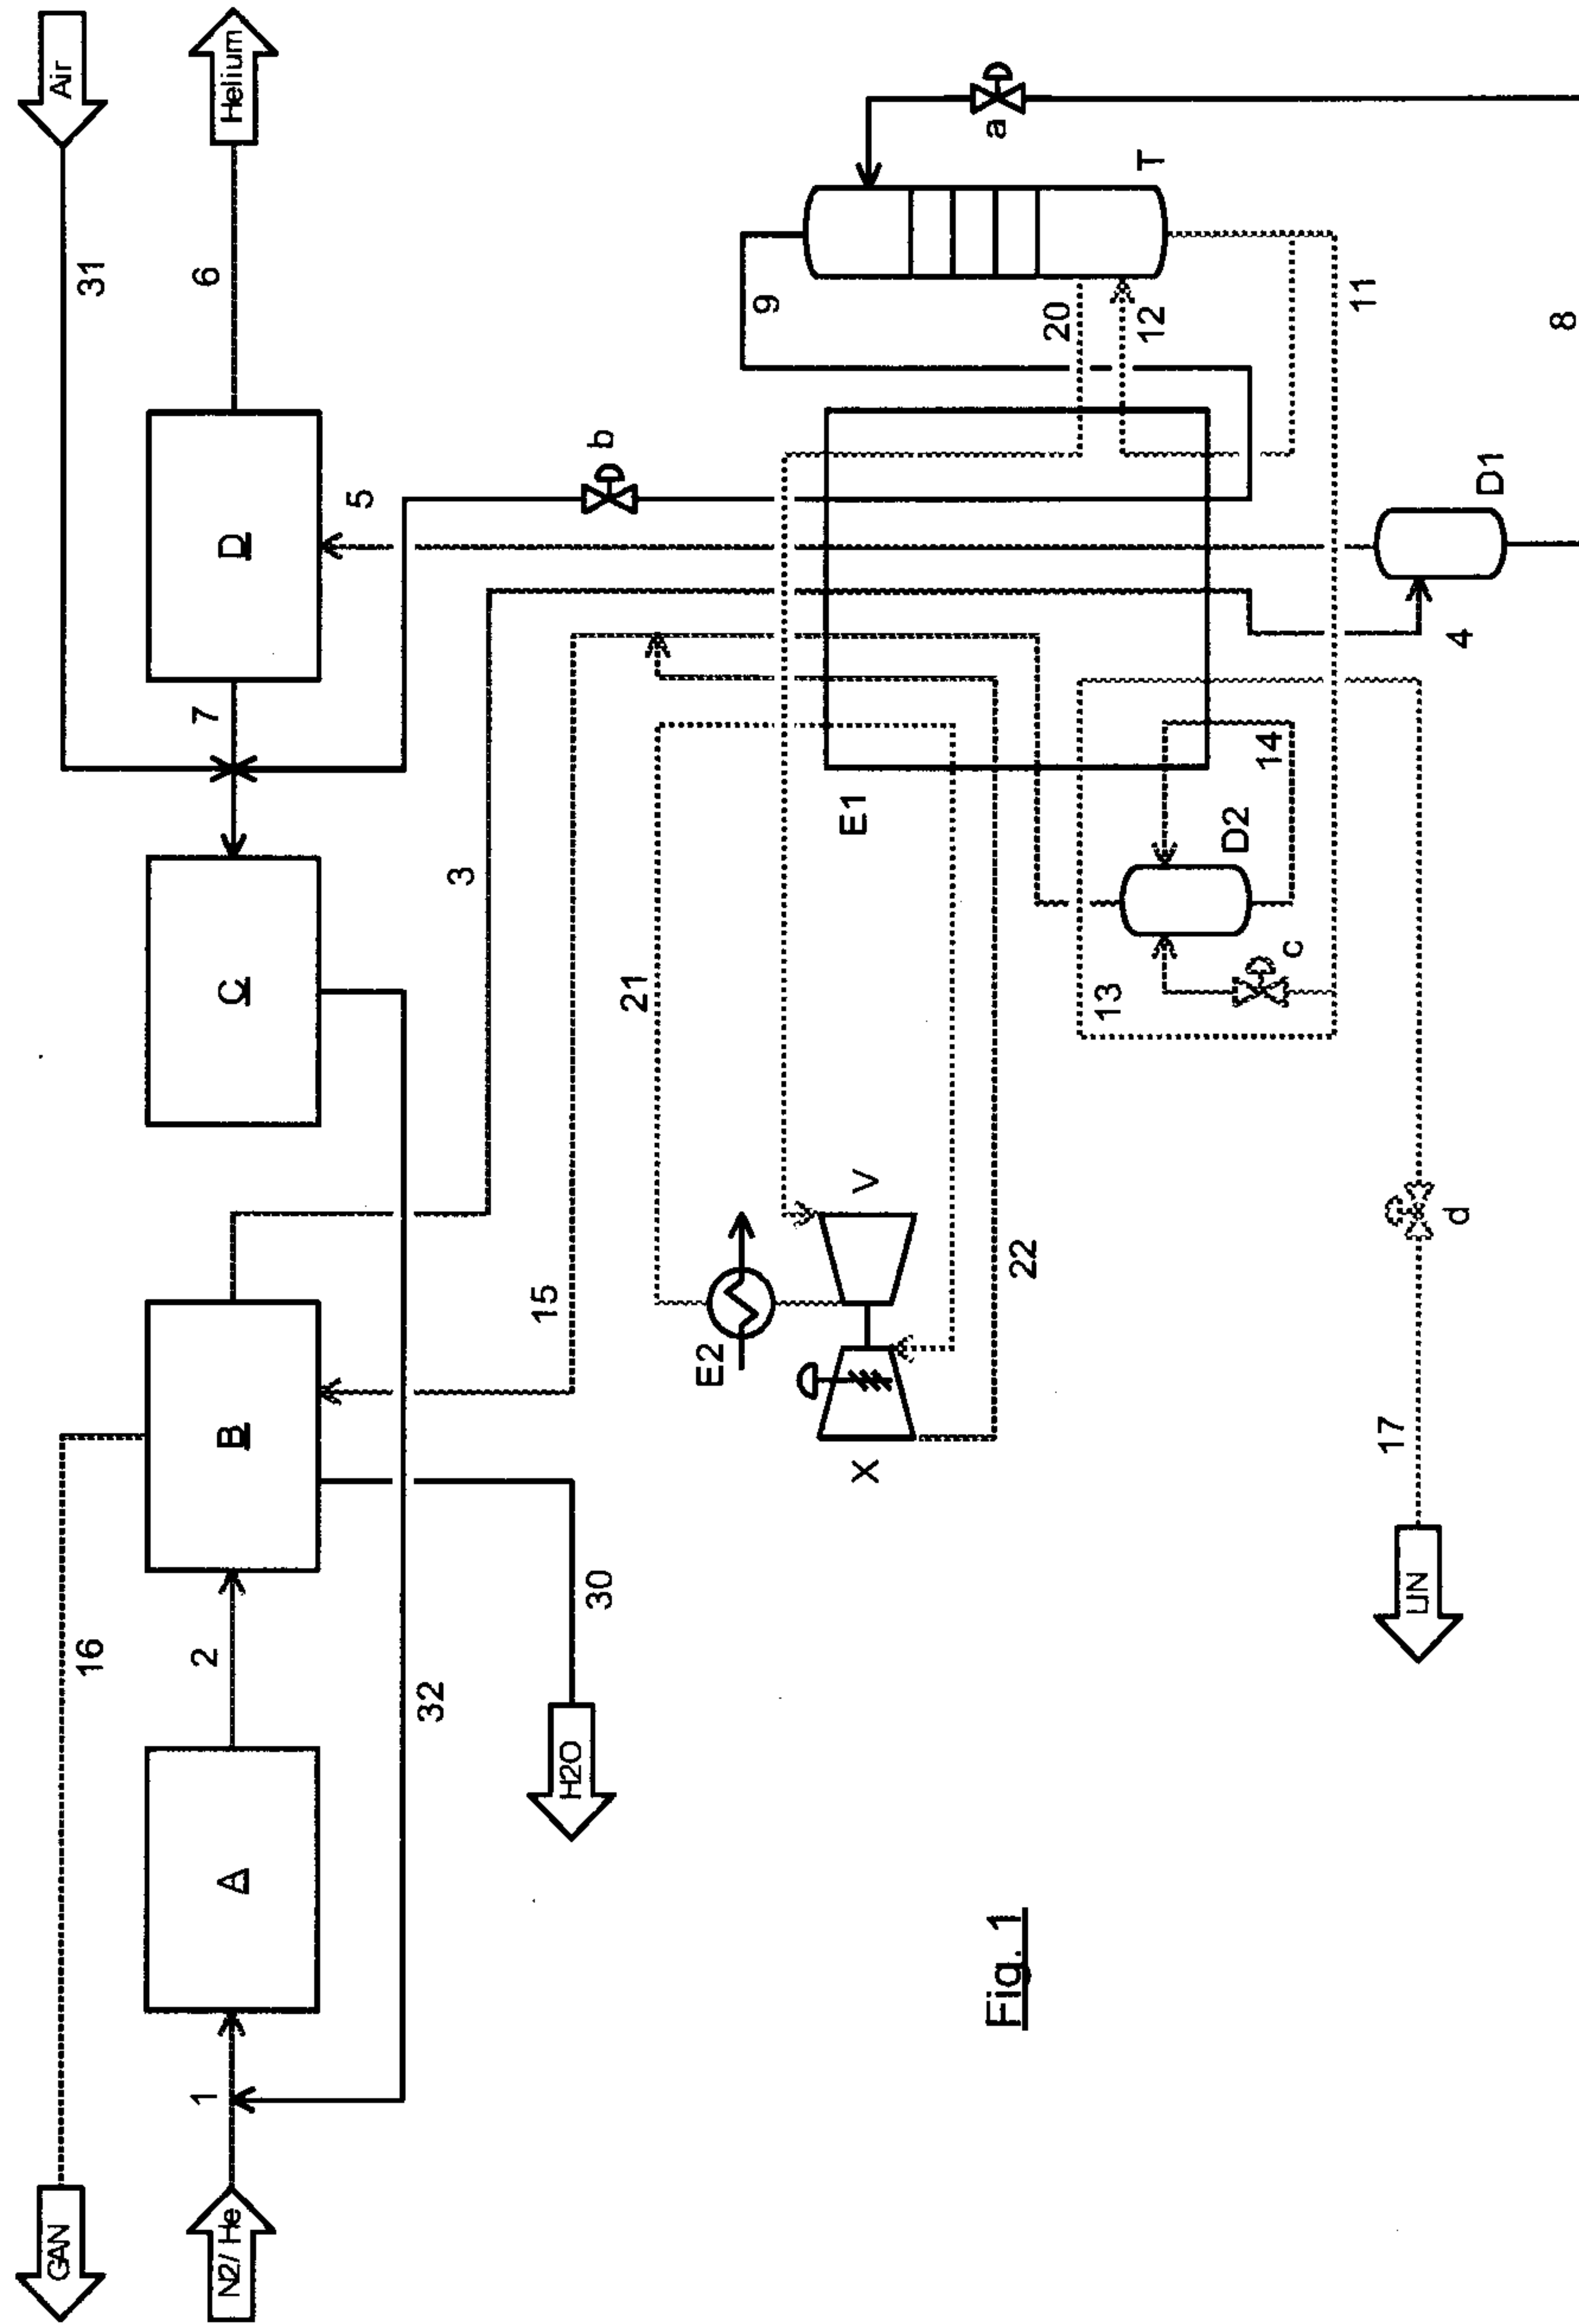 Air
Helium
31
6
D
5
b
a
T
9
20
12
11
8
7
C
3
E1
D1
4
14
D2
c
13
21
22
V
X
E2
15
B
30
H2O
16
2
32
A
1
GAN
N2/ He
17
d
LIN
Fig. 1